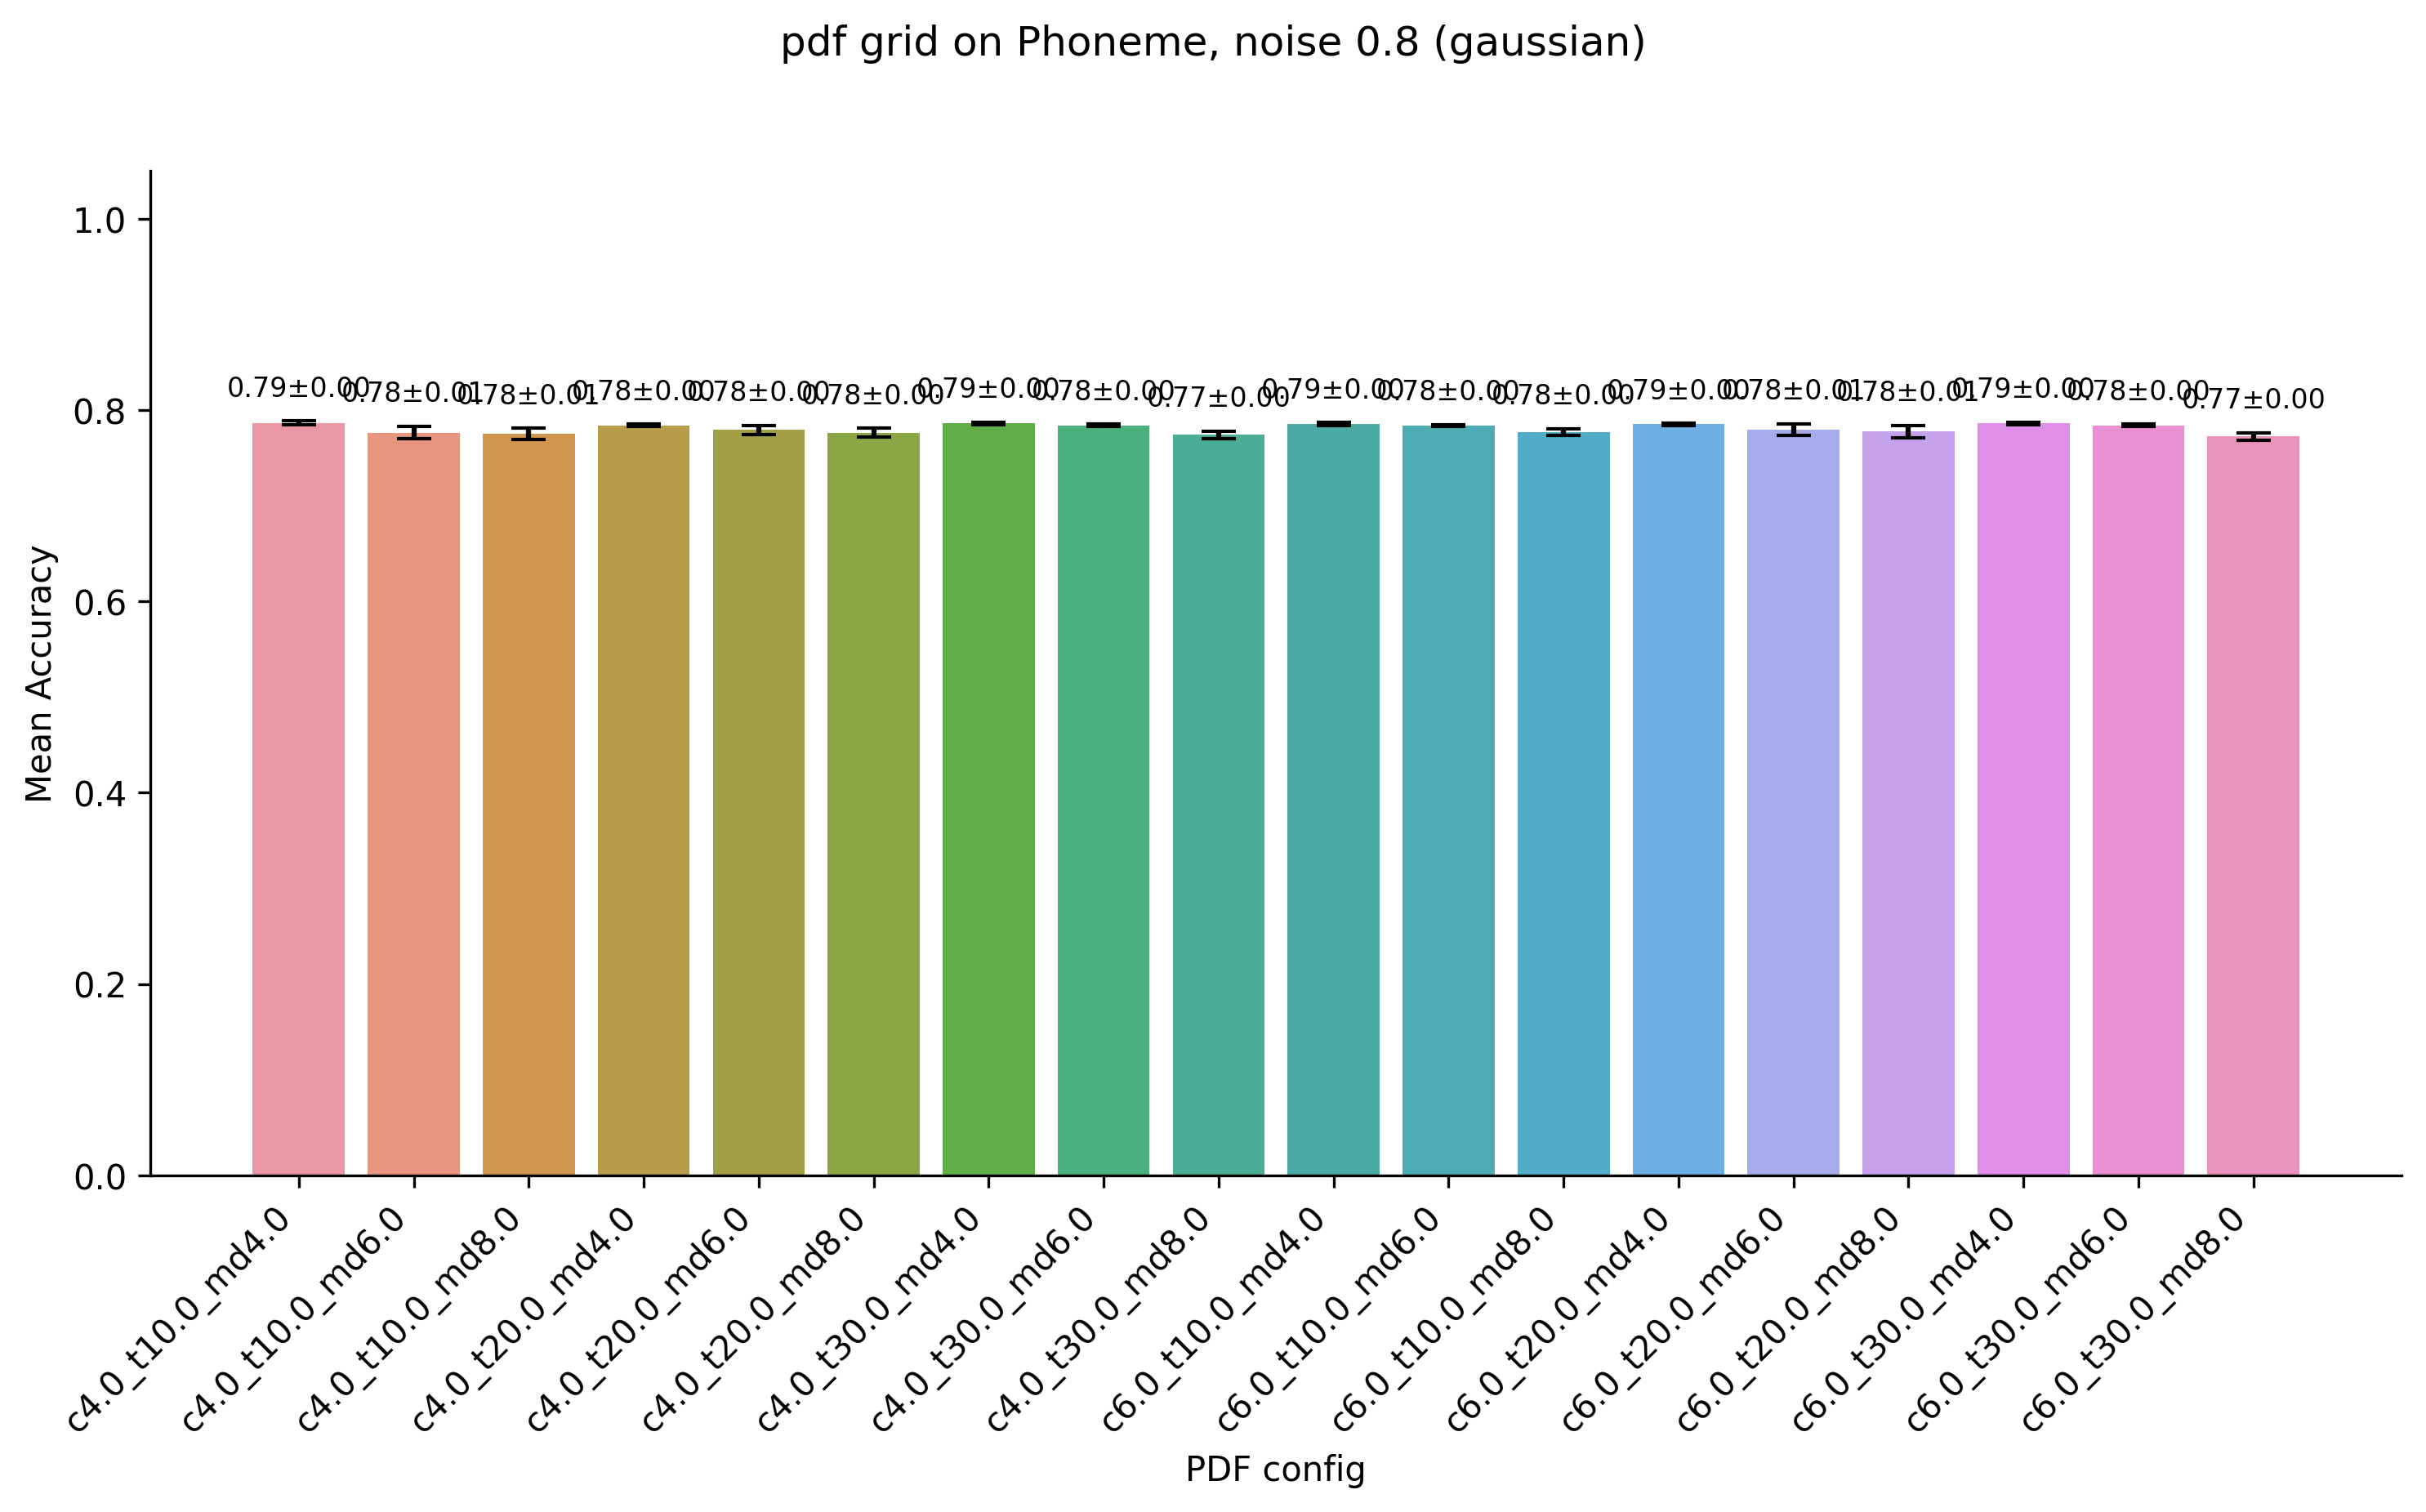 pdf grid on Phoneme, noise 0.8 (gaussian)
1.0
0.8
0.6
0.4
0.2
0.0
Mean Accuracy
0.79±0.00
0.78±0.01
0.78±0.01
0.78±0.00
0.78±0.00
0.78±0.00
0.79±0.00
0.78±0.00
0.77±0.00
0.79±0.00
0.78±0.00
0.78±0.00
0.79±0.00
0.78±0.01
0.78±0.01
0.79±0.00
0.78±0.00
0.77±0.00
c4.0_t10.0_md4.0
c4.0_t10.0_md6.0
c4.0_t10.0_md8.0
c4.0_t20.0_md4.0
c4.0_t20.0_md6.0
c4.0_t20.0_md8.0
c4.0_t30.0_md4.0
c4.0_t30.0_md6.0
c4.0_t30.0_md8.0
c6.0_t10.0_md4.0
c6.0_t10.0_md6.0
c6.0_t10.0_md8.0
c6.0_t20.0_md4.0
c6.0_t20.0_md6.0
c6.0_t20.0_md8.0
c6.0_t30.0_md4.0
c6.0_t30.0_md6.0
c6.0_t30.0_md8.0
PDF config